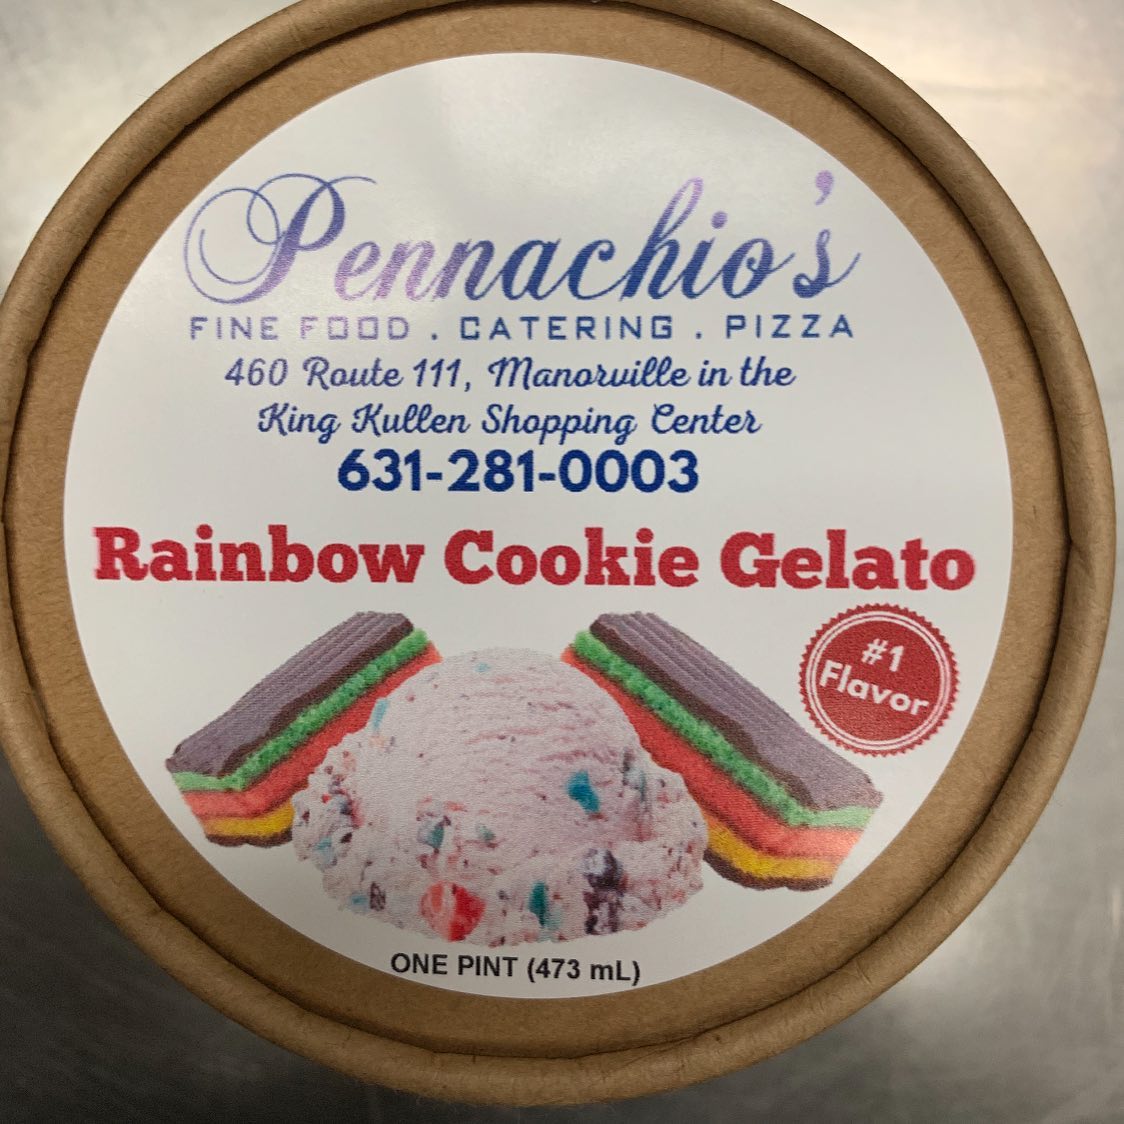 Pennachio's
FINE FOOD . CATERING . PIZZA
460 Route 111, Manorville in the
King Kullen Shopping Center
631-281-0003
Rainbow Cookie Gelato
#1
Flavor
ONE PINT (473 mL)